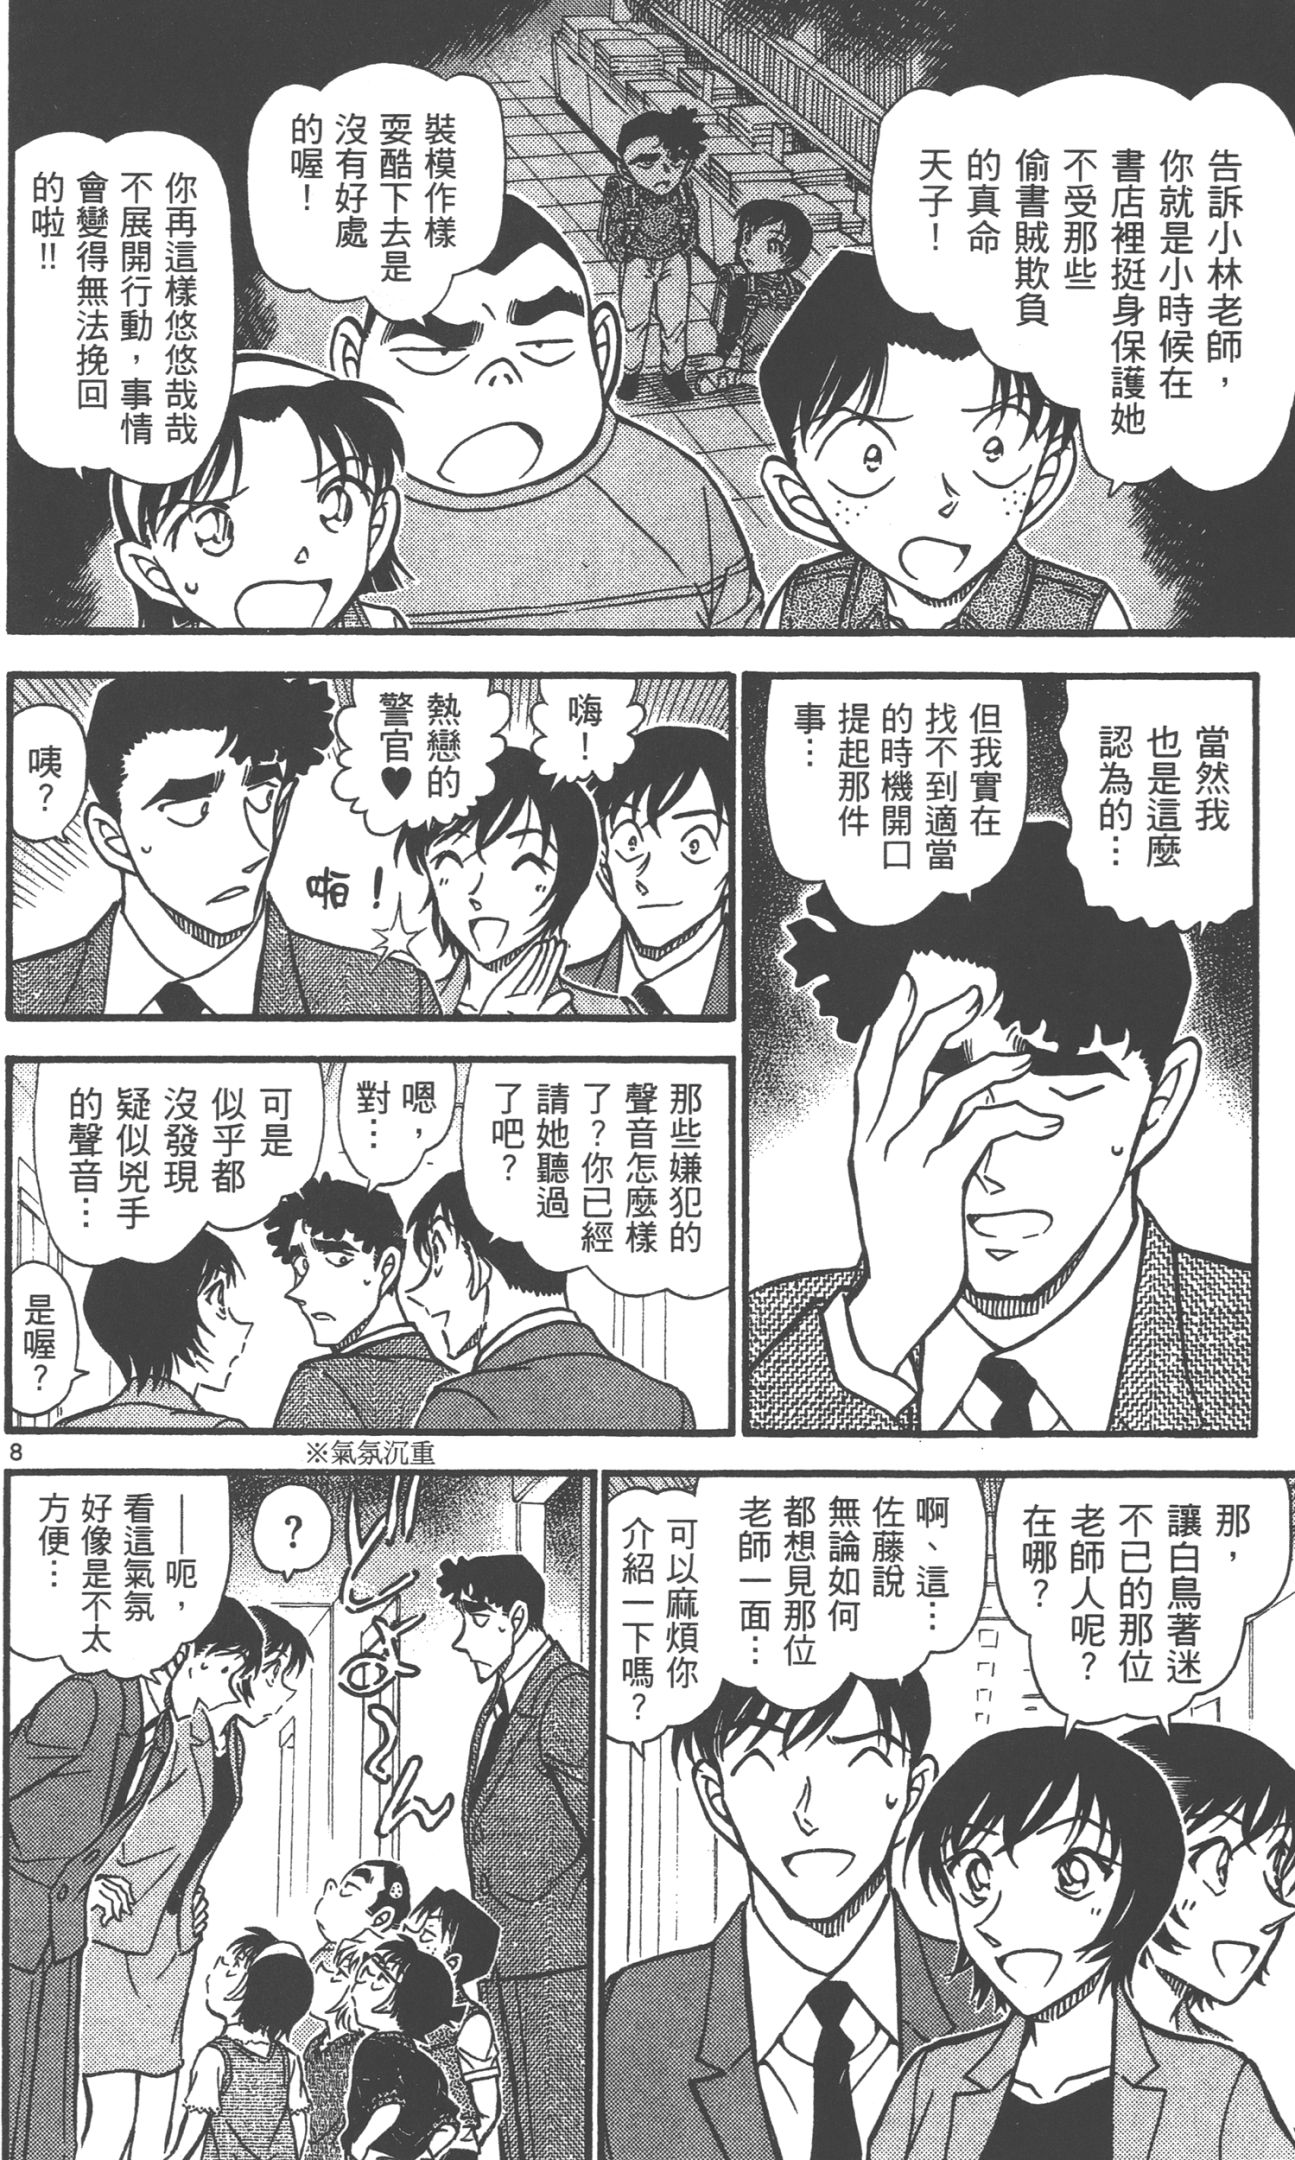 告訴小林老師，
你就是小時候在
書店裡挺身保護她
不受那些
偷書賊欺負
的真命
天子！
裝模作樣
耍酷下去是
沒有好處
的喔！
你再這樣悠悠哉哉
不展開行動，事情
會變得無法挽回
的啦!!
當然我
也是這麼
認為的…
但我實在
找不到適當
的時機開口
提起那件
事…
嗨！
熱戀的
警官♥
啪！
咦？
那些嫌犯的
聲音怎麼樣
了？你已經
請她聽過
了吧？
嗯，
對…
可是
似乎都
沒發現
疑似兇手
的聲音…
是喔？
8
※氣氛沉重
那，
讓白鳥著迷
不已的那位
老師人呢？
在哪？
啊、這…
佐藤說
無論如何
都想見那位
老師一面…
可以麻煩你
介紹一下嗎？
？
──呃，
看這氣氛
好像是不太
方便…